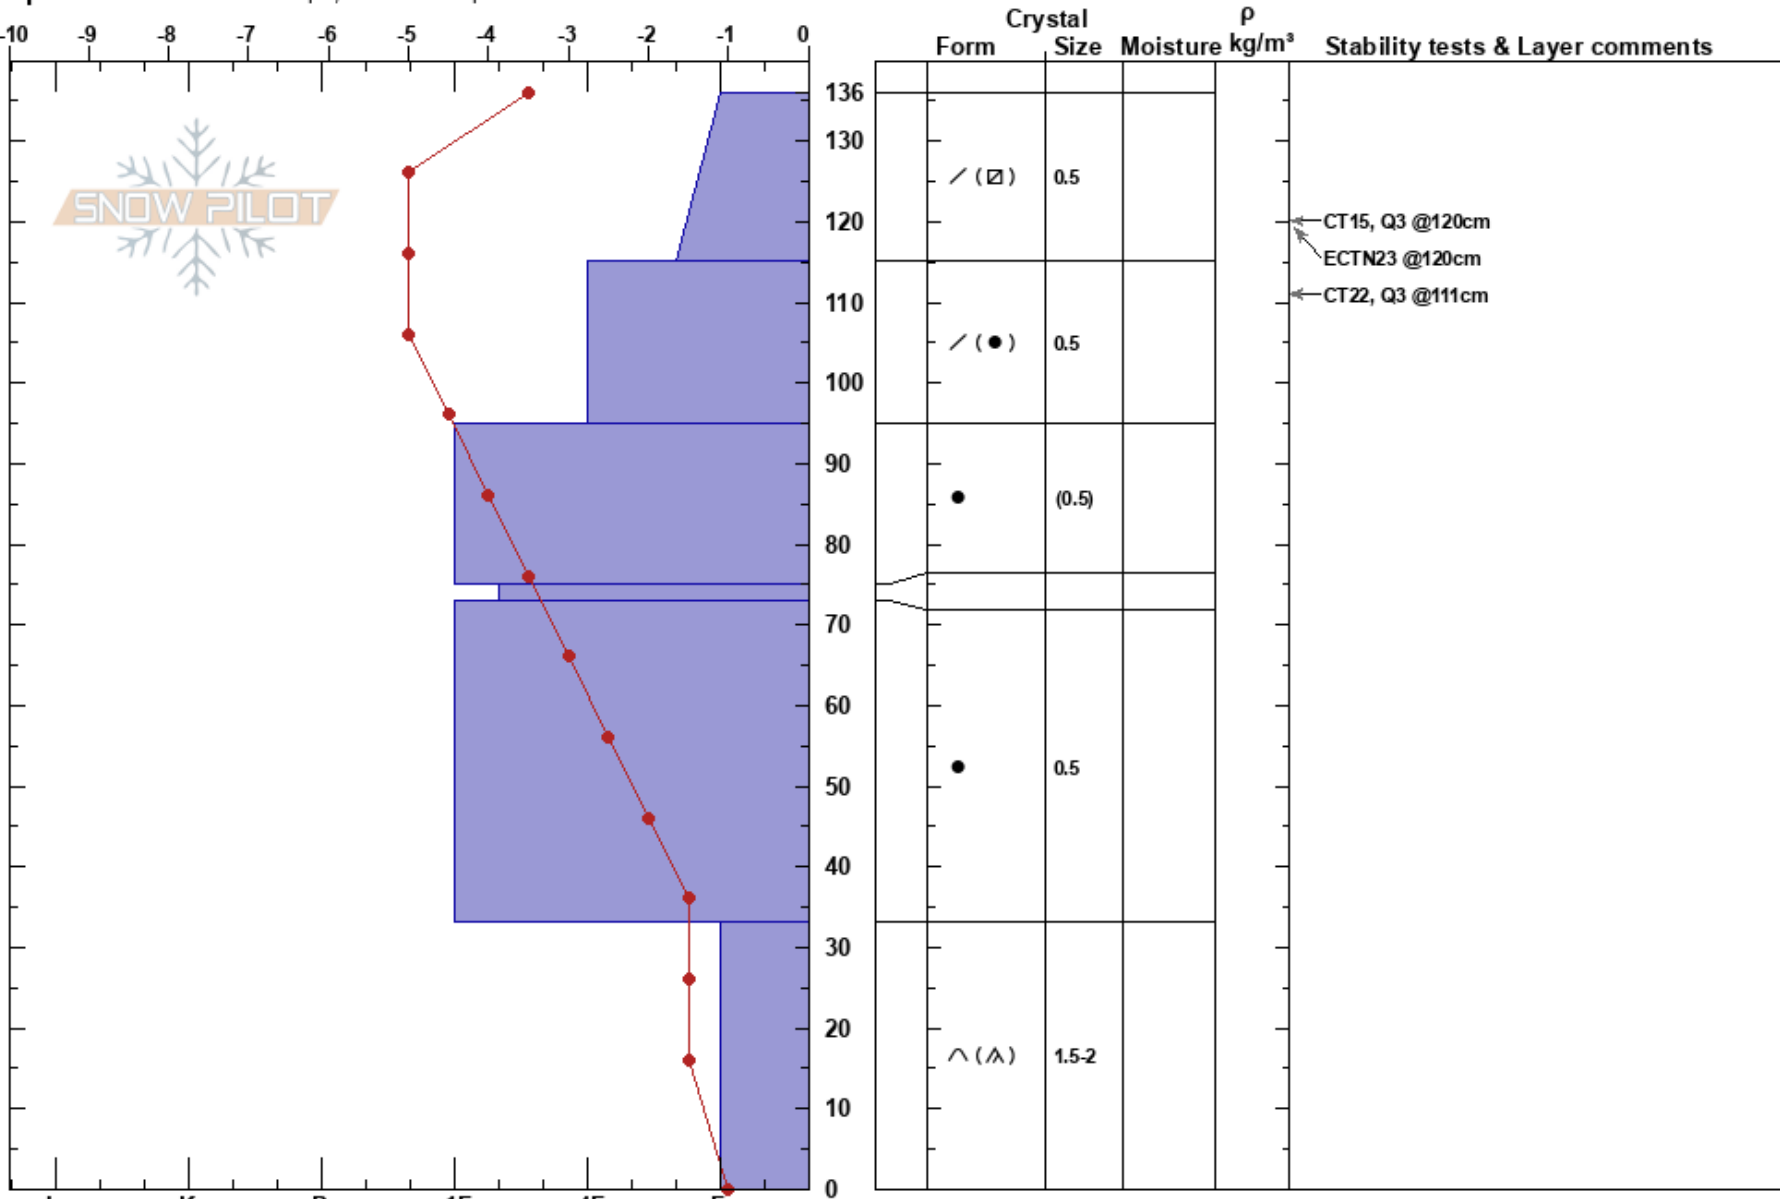 Crystal ρ
Form Size Moisture kg/m³ Stability tests & Layer comments
-10 -9 -8 -7 -6 -5 -4 -3 -2 -1 0
136
130
/ (⧄) 0.5
SNOW PILOT
120 CT15, Q3 @120cm
ECTN23 @120cm
110 CT22, Q3 @111cm
/ (●) 0.5
100
90
● (0.5)
80
70
60
● 0.5
50
40
30
20
1.5-2
10
0